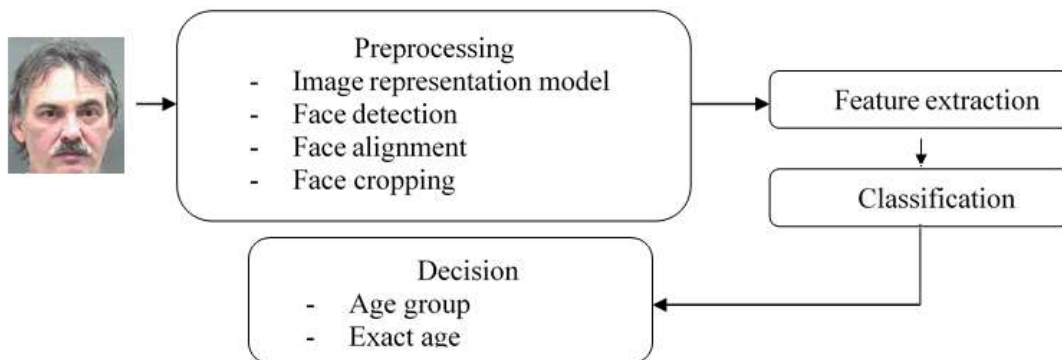 Preprocessing
- Image representation model
- Face detection
- Face alignment
- Face cropping
Feature extraction
Classification
Decision
- Age group
- Exact age